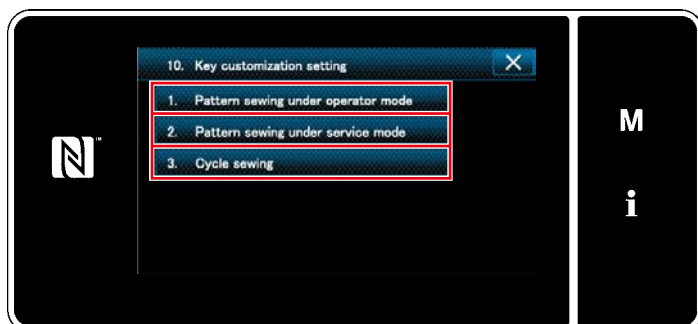 10. Key customization setting
1. Pattern sewing under operator mode
2. Pattern sewing under service mode
3. Cycle sewing
N™
M
i